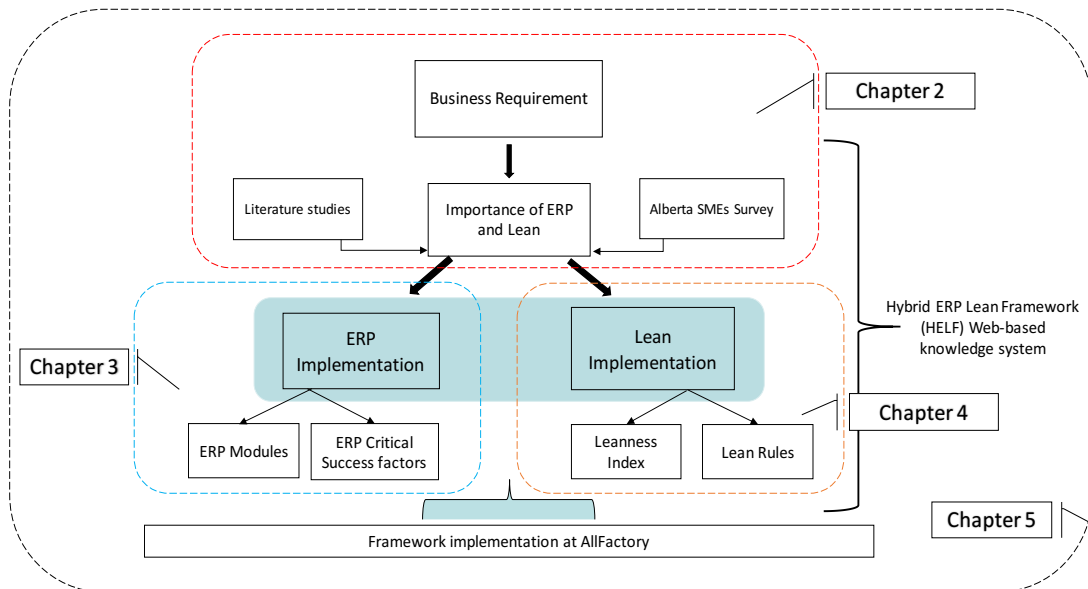 Business Requirement
Chapter 2
Literature studies
Importance of ERP
and Lean
Alberta SMEs Survey
ERP
Implementation
Lean
Implementation
Hybrid ERP Lean Framework
(HELF) Web-based
knowledge system
Chapter 3
Chapter 4
ERP Modules
ERP Critical
Success factors
Leanness
Index
Lean Rules
Chapter 5
Framework implementation at AllFactory